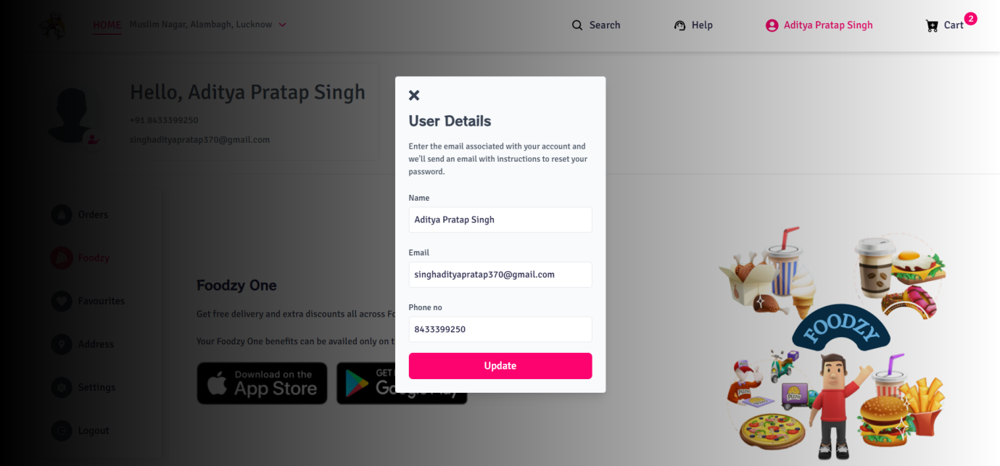 HOME Muslim Nagar, Alambagh, Lucknow Search Help Aditya Pratap Singh Cart 2
Hello, Aditya Pratap Singh
+91 8433399250
singhadityapratap370@gmail.com
User Details
Enter the email associated with your account and
we'll send an email with instructions to reset your
password.
Name
Aditya Pratap Singh
Email
singhadityapratap370@gmail.com
Phone no
8433399250
Update
Orders
Foodzy
Favourites
Address
Settings
Logout
Foodzy One
Get free delivery and extra discounts all across
Your Foodzy One benefits can be availed only on
Download on the
App Store
GET
Google Play
FOODZY
PIZZA
PIZZA